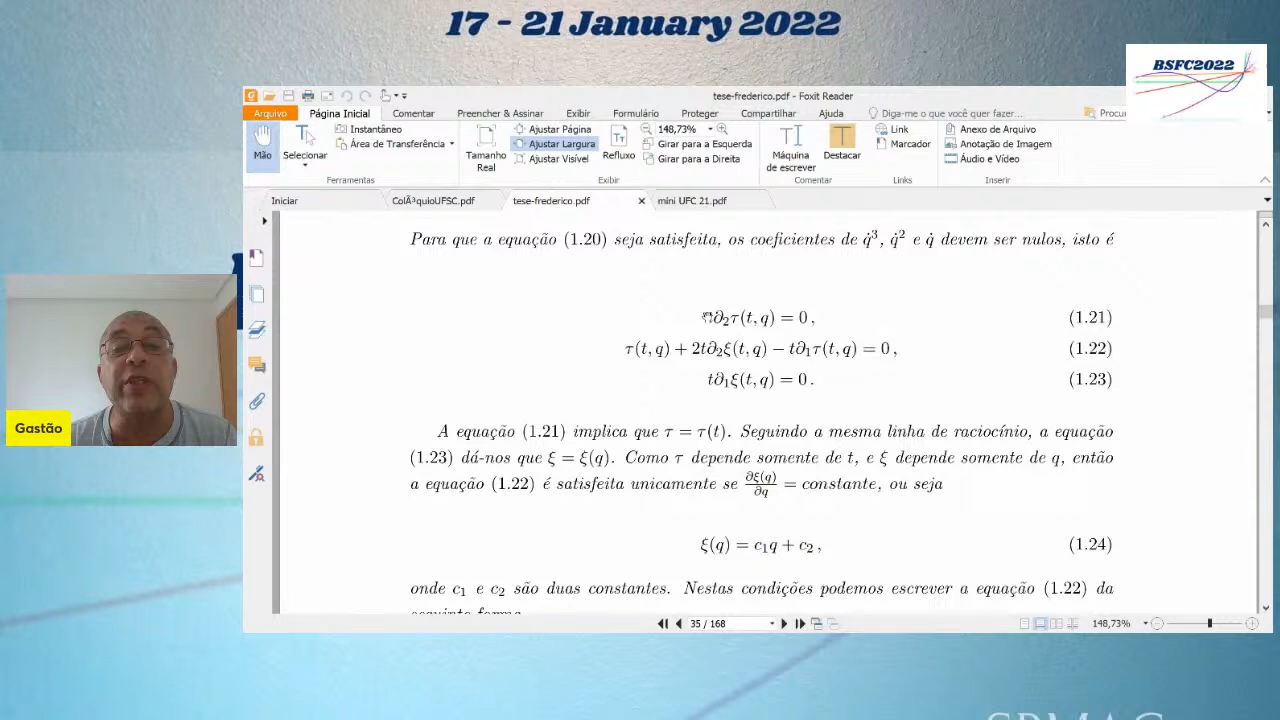 17 - 21 January 2022
BSFC2022
tese-frederico.pdf - Foxit Reader
Arquivo Página Inicial Comentar Preencher & Assinar Exibir Formulário Proteger Compartilhar Ajuda Diga-me o que você quer fazer... Procu
Mão
Selecionar
Instantâneo
Área de Transferência
Ferramentas
Tamanho
Real
Ajustar Página
Ajustar Largura
Ajustar Visível
Refluxo
148,73%
Girar para a Esquerda
Girar para a Direita
Exibir
Máquina
de escrever
Destacar
Comentar
Link
Marcador
Links
Anexo de Arquivo
Anotação de Imagem
Áudio e Vídeo
Inserir
Iniciar ColÃ³quioUFSC.pdf tese-frederico.pdf mini UFC 21.pdf
Para que a equação (1.20) seja satisfeita, os coeficientes de q̇³, q̇² e q̇ devem ser nulos, isto é
∂₂τ(t, q) = 0 , (1.21)
τ(t, q) + 2t∂₂ξ(t, q) − t∂₁τ(t, q) = 0 , (1.22)
t∂₁ξ(t, q) = 0 . (1.23)
A equação (1.21) implica que τ = τ(t). Seguindo a mesma linha de raciocínio, a equação
(1.23) dá-nos que ξ = ξ(q). Como τ depende somente de t, e ξ depende somente de q, então
a equação (1.22) é satisfeita unicamente se ∂ξ(q)/∂q = constante, ou seja
ξ(q) = c₁q + c₂ , (1.24)
onde c₁ e c₂ são duas constantes. Nestas condições podemos escrever a equação (1.22) da
seguinte forma
Gastão
35 / 168
148,73%